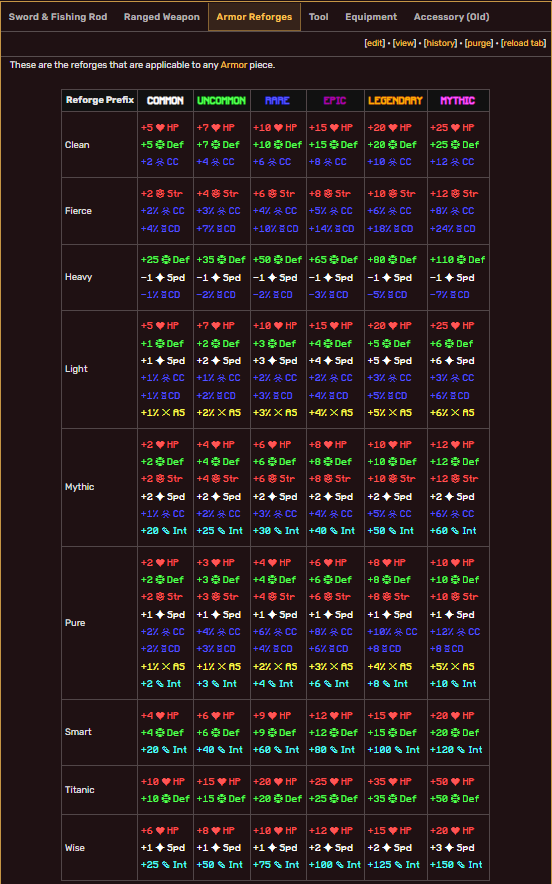 Sword & Fishing Rod Ranged Weapon Armor Reforges Tool Equipment Accessory (Old)
[edit] • [view] • [history] • [purge] • [reload tab]
These are the reforges that are applicable to any Armor piece.
Reforge Prefix COMMON UNCOMMON RARE EPIC LEGENDARY MYTHIC
+5 HP +7 HP +10 HP +15 HP +20 HP +25 HP
Clean +5 Def +7 Def +10 Def +15 Def +20 Def +25 Def
+2 CC +4 CC +6 CC +8 CC +10 CC +12 CC
+2 Str +4 Str +6 Str +8 Str +10 Str +12 Str
Fierce +2% CC +3% CC +4% CC +5% CC +6% CC +8% CC
+4% CD +7% CD +10% CD +14% CD +18% CD +24% CD
+25 Def +35 Def +50 Def +65 Def +80 Def +110 Def
Heavy -1 Spd -1 Spd -1 Spd -1 Spd -1 Spd -1 Spd
-1% CD -2% CD -2% CD -3% CD -5% CD -7% CD
+5 HP +7 HP +10 HP +15 HP +20 HP +25 HP
+1 Def +2 Def +3 Def +4 Def +5 Def +6 Def
+1 Spd +2 Spd +3 Spd +4 Spd +5 Spd +6 Spd
Light +1% CC +1% CC +2% CC +2% CC +3% CC +3% CC
+1% CD +2% CD +3% CD +4% CD +5% CD +6% CD
+1% AS +2% AS +3% AS +4% AS +5% AS +6% AS
+2 HP +4 HP +6 HP +8 HP +10 HP +12 HP
+2 Def +4 Def +6 Def +8 Def +10 Def +12 Def
Mythic +2 Str +4 Str +6 Str +8 Str +10 Str +12 Str
+2 Spd +2 Spd +2 Spd +2 Spd +2 Spd +2 Spd
+1% CC +2% CC +3% CC +4% CC +5% CC +6% CC
+20 Int +25 Int +30 Int +40 Int +50 Int +60 Int
+2 HP +3 HP +4 HP +6 HP +8 HP +10 HP
+2 Def +3 Def +4 Def +6 Def +8 Def +10 Def
+2 Str +3 Str +4 Str +6 Str +8 Str +10 Str
+1 Spd +1 Spd +1 Spd +1 Spd +1 Spd +1 Spd
Pure +2% CC +4% CC +6% CC +8% CC +10% CC +12% CC
+2% CD +3% CD +4% CD +6% CD +8 CD +8 CD
+1% AS +1% AS +2% AS +3% AS +4% AS +5% AS
+2 Int +3 Int +4 Int +6 Int +8 Int +10 Int
+4 HP +6 HP +9 HP +12 HP +15 HP +20 HP
Smart +4 Def +6 Def +9 Def +12 Def +15 Def +20 Def
+20 Int +40 Int +60 Int +80 Int +100 Int +120 Int
Titanic +10 HP +15 HP +20 HP +25 HP +35 HP +50 HP
+10 Def +15 Def +20 Def +25 Def +35 Def +50 Def
+6 HP +8 HP +10 HP +12 HP +15 HP +20 HP
Wise +1 Spd +1 Spd +1 Spd +2 Spd +2 Spd +3 Spd
+25 Int +50 Int +75 Int +100 Int +125 Int +150 Int